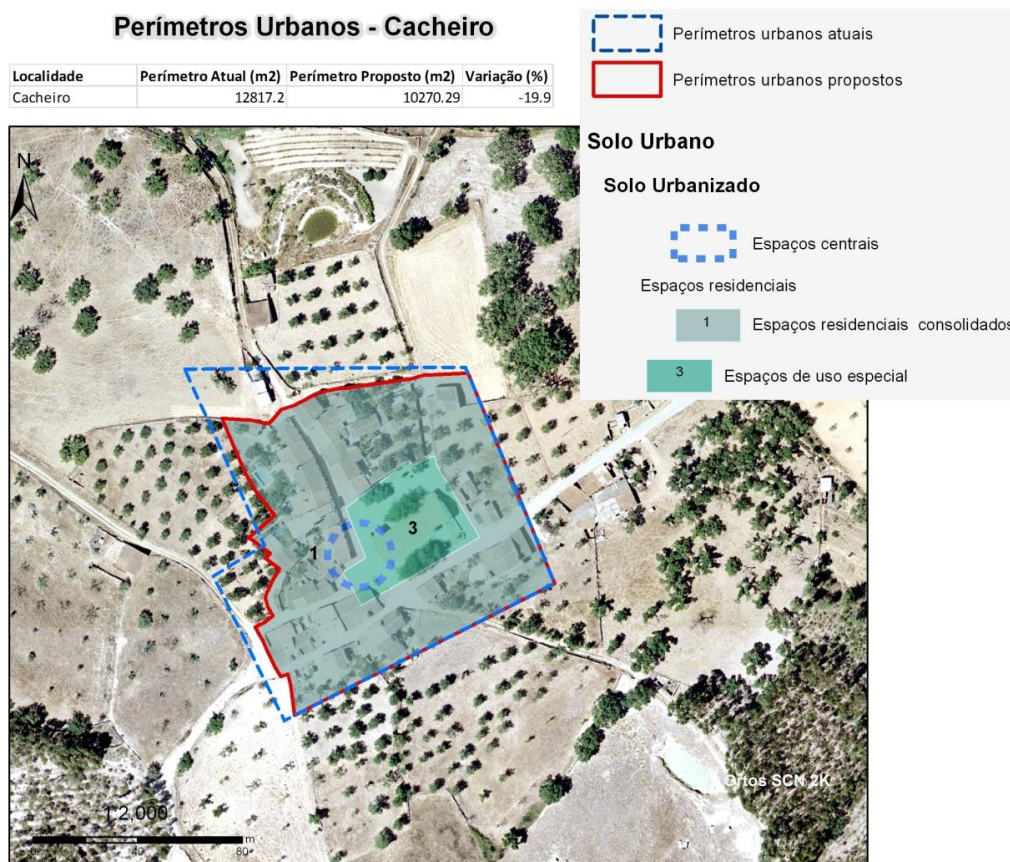 Perímetros Urbanos - Cacheiro
Localidade Perímetro Atual (m2) Perímetro Proposto (m2) Variação (%)
Cacheiro 12817.2 10270.29 -19.9
Perímetros urbanos atuais
Perímetros urbanos propostos
Solo Urbano
Solo Urbanizado
Espaços centrais
Espaços residenciais
1 Espaços residenciais consolidados
3 Espaços de uso especial
N
3
1
Ortos SCN 2K
1:2,000
m
0 40 80